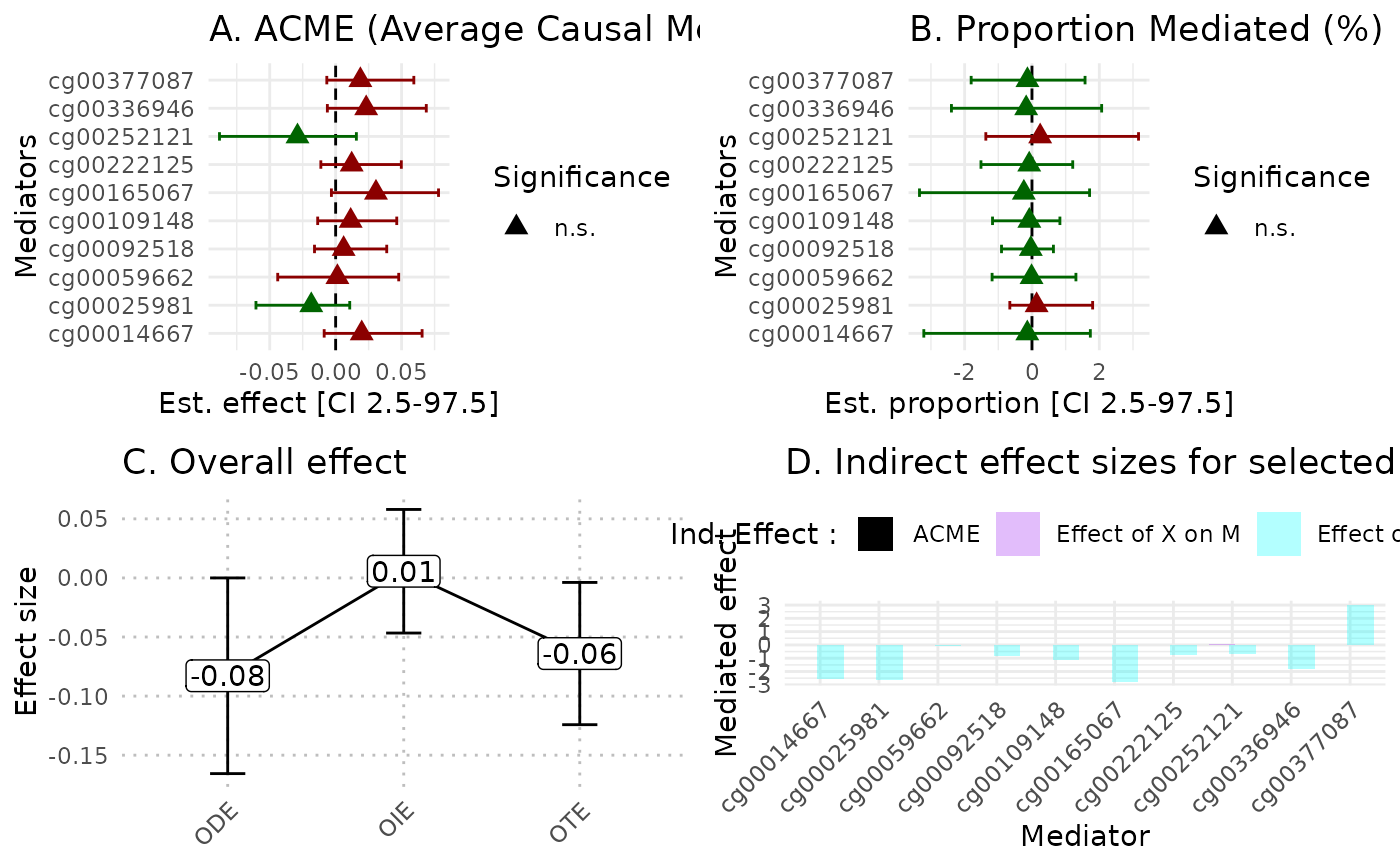 A. ACME (Average Causal Me
Mediators
cg00377087
cg00336946
cg00252121
cg00222125
cg00165067
cg00109148
cg00092518
cg00059662
cg00025981
cg00014667
-0.05 0.00 0.05
Est. effect [CI 2.5-97.5]
Significance
n.s.
B. Proportion Mediated (%)
Mediators
cg00377087
cg00336946
cg00252121
cg00222125
cg00165067
cg00109148
cg00092518
cg00059662
cg00025981
cg00014667
-2 0 2
Est. proportion [CI 2.5-97.5]
Significance
n.s.
C. Overall effect
Effect size
0.05
0.00
-0.05
-0.10
-0.15
-0.08
0.01
-0.06
ODE OIE OTE
D. Indirect effect sizes for selected
Ind. Effect : ACME Effect of X on M Effect o
Mediated effect
3
2
1
0
-1
-2
-3
cg00014667
cg00025981
cg00059662
cg00092518
cg00109148
cg00165067
cg00222125
cg00252121
cg00336946
cg00377087
Mediator